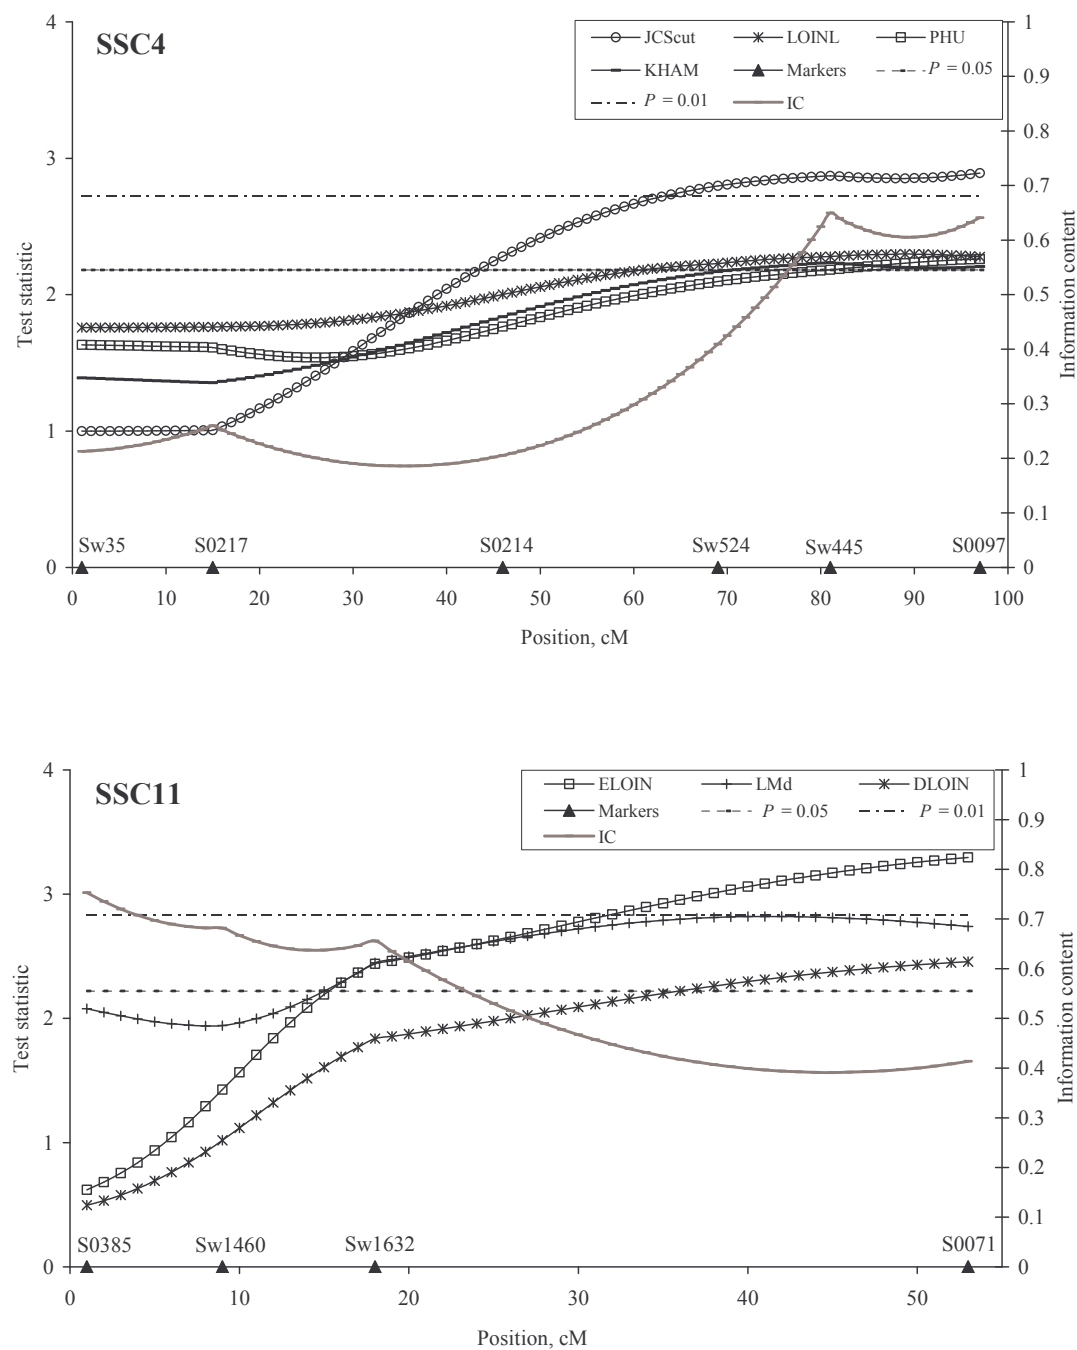 SSC4
JCScut LOINL PHU
KHAM Markers P = 0.05
P = 0.01 IC
4
3
2
1
0
Test statistic
1
0.9
0.8
0.7
0.6
0.5
0.4
0.3
0.2
0.1
0
Information content
Sw35 S0217 S0214 Sw524 Sw445 S0097
0 10 20 30 40 50 60 70 80 90 100
Position, cM
SSC11
ELOIN LMd DLOIN
Markers P = 0.05 P = 0.01
IC
4
3
2
1
0
Test statistic
1
0.9
0.8
0.7
0.6
0.5
0.4
0.3
0.2
0.1
0
Information content
S0385 Sw1460 Sw1632 S0071
0 10 20 30 40 50
Position, cM